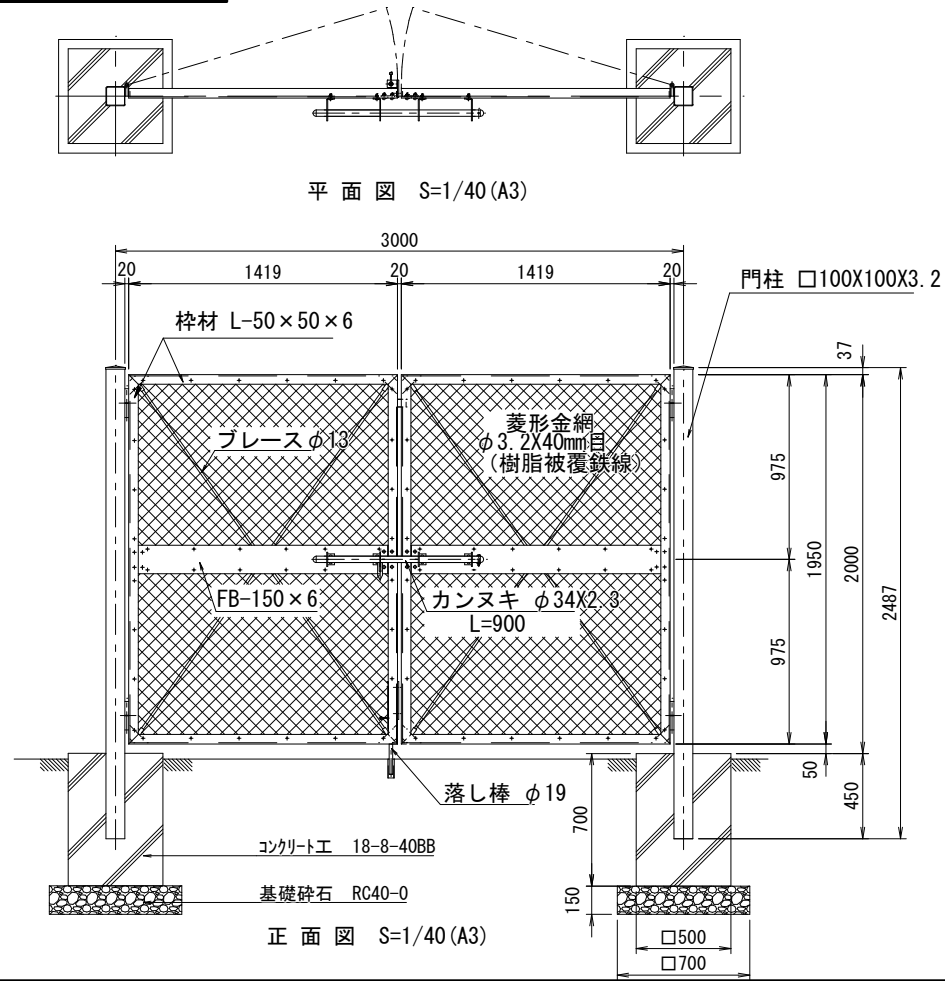 平 面 図 S=1/40(A3)
3000
20 1419 20 1419 20
門柱 □100X100X3.2
枠材 L-50×50×6
37
ブレースφ13
菱形金網
φ3.2X40mm目
(樹脂被覆鉄線)
975
1950
2000
2487
FB-150×6
カンヌキ φ34X2.3
L=900
975
落し棒 φ19
50
450
700
コンクリート工 18-8-40BB
基礎砕石 RC40-0
150
正 面 図 S=1/40(A3)
□500
□700